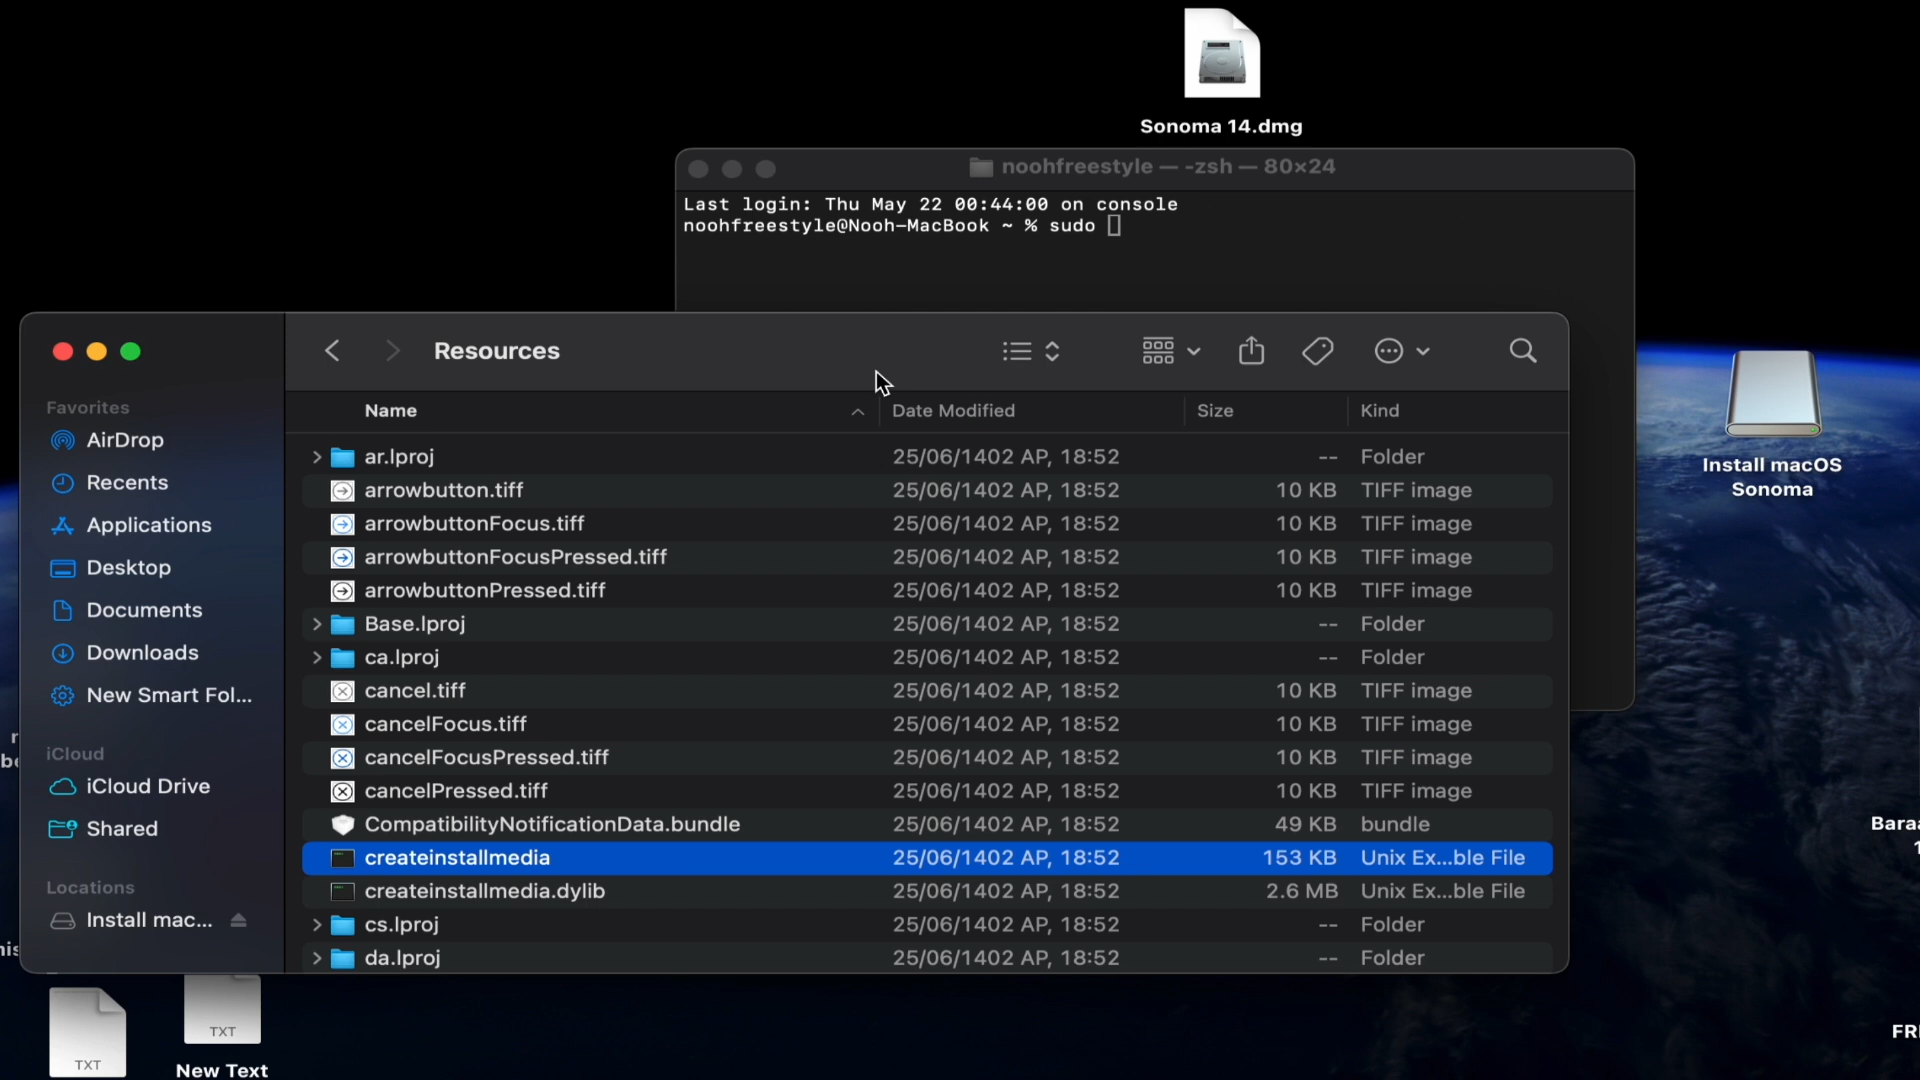 Sonoma 14.dmg
noohfreestyle — -zsh — 80×24
Last login: Thu May 22 00:44:00 on console
noohfreestyle@Nooh-MacBook ~ % sudo
Resources
Name Date Modified Size Kind
Favorites
AirDrop
Recents
Applications
Desktop
Documents
Downloads
New Smart Fol...
iCloud
iCloud Drive
Shared
Locations
Install mac...
ar.lproj 25/06/1402 AP, 18:52 -- Folder
arrowbutton.tiff 25/06/1402 AP, 18:52 10 KB TIFF image
arrowbuttonFocus.tiff 25/06/1402 AP, 18:52 10 KB TIFF image
arrowbuttonFocusPressed.tiff 25/06/1402 AP, 18:52 10 KB TIFF image
arrowbuttonPressed.tiff 25/06/1402 AP, 18:52 10 KB TIFF image
Base.lproj 25/06/1402 AP, 18:52 -- Folder
ca.lproj 25/06/1402 AP, 18:52 -- Folder
cancel.tiff 25/06/1402 AP, 18:52 10 KB TIFF image
cancelFocus.tiff 25/06/1402 AP, 18:52 10 KB TIFF image
cancelFocusPressed.tiff 25/06/1402 AP, 18:52 10 KB TIFF image
cancelPressed.tiff 25/06/1402 AP, 18:52 10 KB TIFF image
CompatibilityNotificationData.bundle 25/06/1402 AP, 18:52 49 KB bundle
createinstallmedia 25/06/1402 AP, 18:52 153 KB Unix Ex...ble File
createinstallmedia.dylib 25/06/1402 AP, 18:52 2.6 MB Unix Ex...ble File
cs.lproj 25/06/1402 AP, 18:52 -- Folder
da.lproj 25/06/1402 AP, 18:52 -- Folder
Install macOS
Sonoma
TXT
TXT
New Text